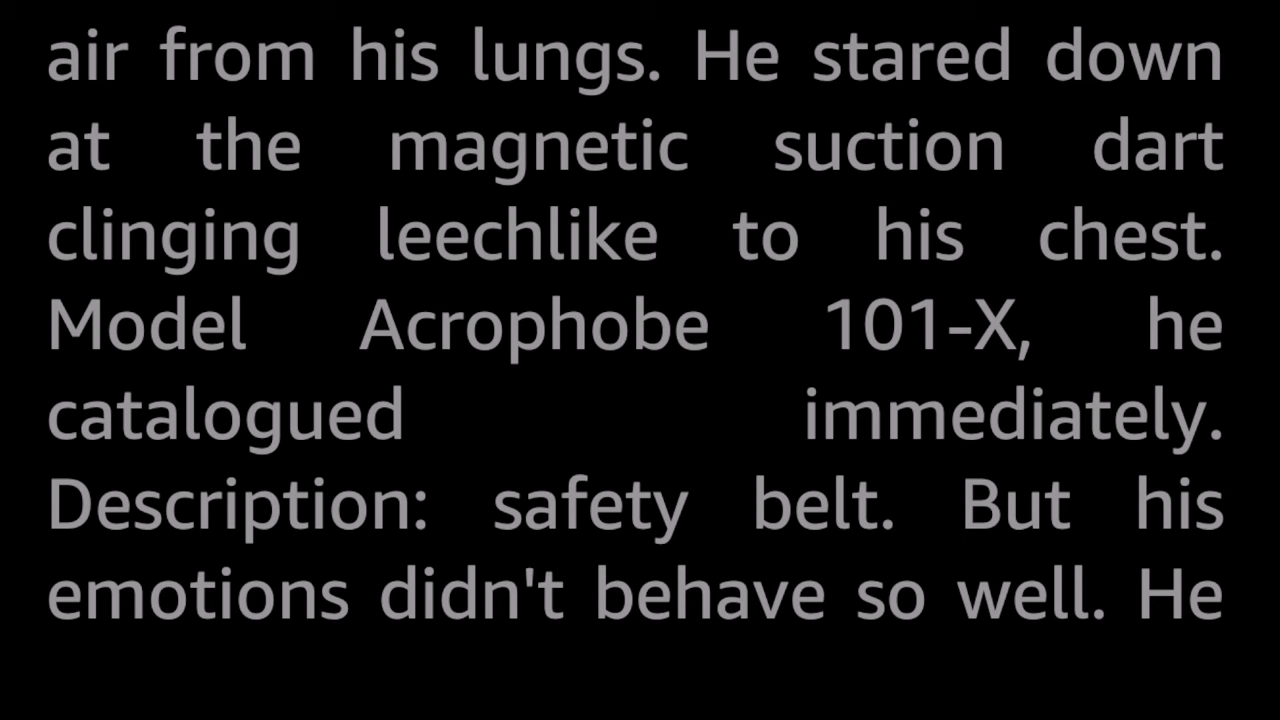 air from his lungs. He stared down
at the magnetic suction dart
clinging leechlike to his chest.
Model Acrophobe 101-X, he
catalogued immediately.
Description: safety belt. But his
emotions didn't behave so well. He